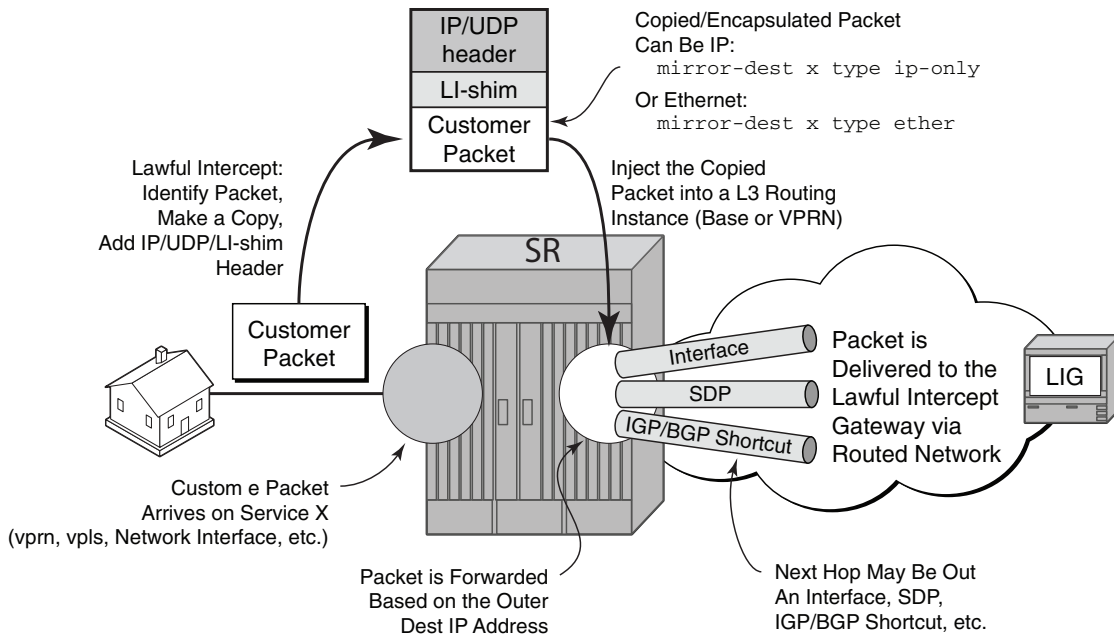 IP/UDP
header
LI-shim
Customer
Packet
Copied/Encapsulated Packet
Can Be IP:
mirror-dest x type ip-only
Or Ethernet:
mirror-dest x type ether
Lawful Intercept:
Identify Packet,
Make a Copy,
Add IP/UDP/LI-shim
Header
Inject the Copied
Packet into a L3 Routing
Instance (Base or VPRN)
SR
Customer
Packet
Interface
SDP
IGP/BGP Shortcut
Packet is
Delivered to the
Lawful Intercept
Gateway via
Routed Network
LIG
Custom e Packet
Arrives on Service X
(vprn, vpls, Network Interface, etc.)
Packet is Forwarded
Based on the Outer
Dest IP Address
Next Hop May Be Out
An Interface, SDP,
IGP/BGP Shortcut, etc.